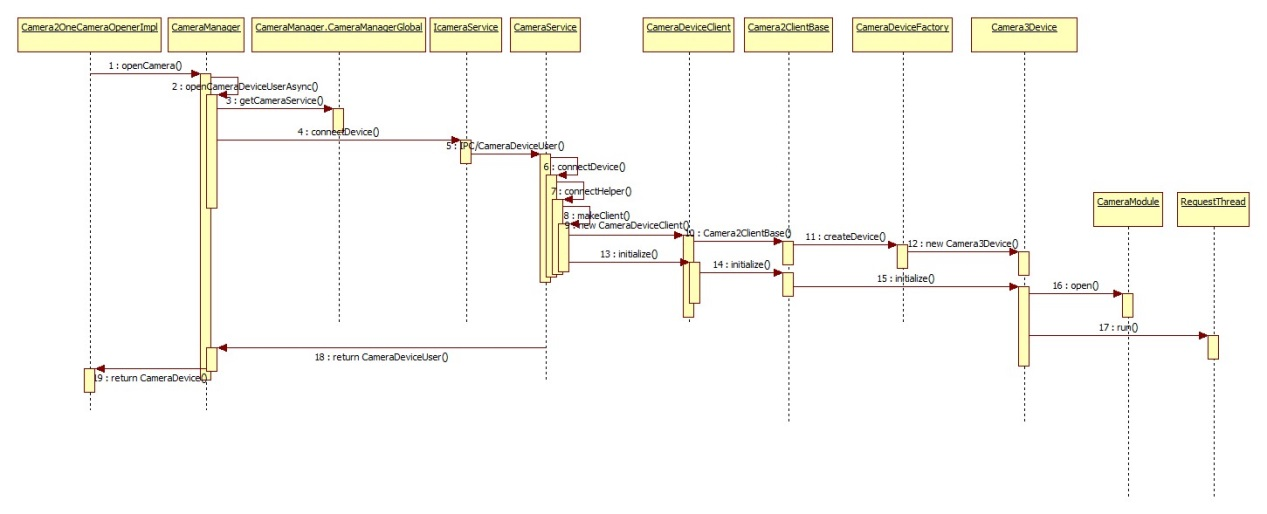 Camera2OneCameraOpenerImpl
CameraManager
CameraManager.CameraManagerGlobal
IcameraService
CameraService
CameraDeviceClient
Camera2ClientBase
CameraDeviceFactory
Camera3Device
CameraModule
RequestThread
1 : openCamera()
2 : openCameraDeviceUserAsync()
3 : getCameraService()
4 : connectDevice()
5 : IPC/CameraDeviceUser()
6 : connectDevice()
7 : connectHelper()
8 : makeClient()
9 : new CameraDeviceClient()
10 : Camera2ClientBase()
11 : createDevice()
12 : new Camera3Device()
13 : initialize()
14 : initialize()
15 : initialize()
16 : open()
17 : run()
18 : return CameraDeviceUser()
19 : return CameraDevice()